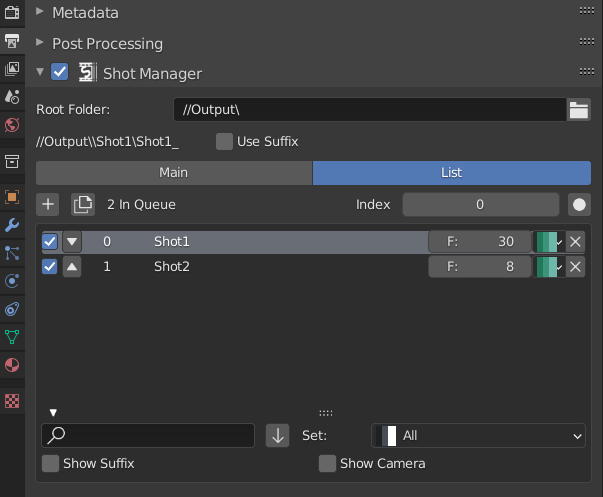 Metadata
Post Processing
Shot Manager
Root Folder: //Output\
//Output\\Shot1\Shot1_ Use Suffix
Main List
2 In Queue Index 0
0 Shot1 F: 30
1 Shot2 F: 8
Set: All
Show Suffix Show Camera